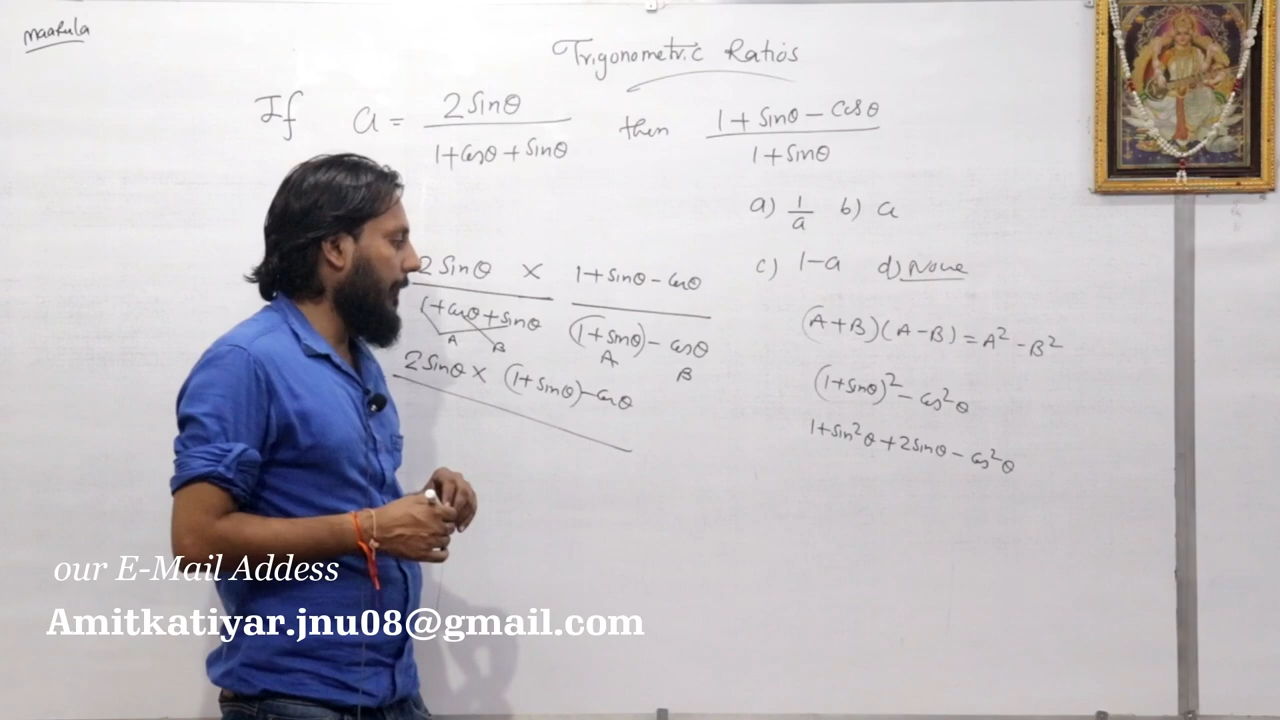 maarula
Trigonometric Ratios
If a = 2 Sinθ / 1+cosθ + sinθ then 1 + sinθ – cosθ / 1 + sinθ
a) 1/a b) a
c) 1-a d) None
2 Sinθ × 1 + sinθ – cosθ
1+cosθ+sinθ (1+sinθ) – cosθ
A B A B
2sinθ × (1+sinθ)-cosθ
(A+B)(A-B) = A² - B²
(1+sinθ)² - cos²θ
1+sin²θ + 2sinθ - cos²θ
our E-Mail Addess
Amitkatiyar.jnu08@gmail.com